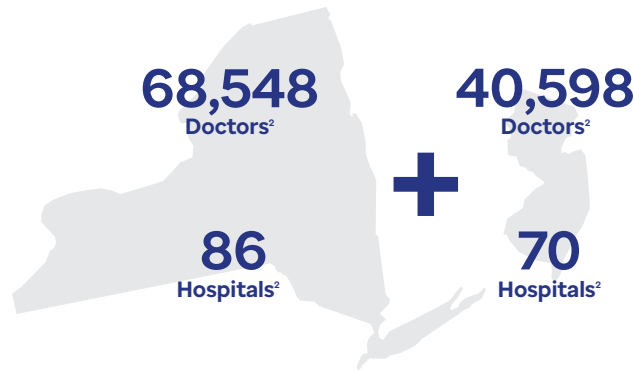 68,548
Doctors²
86
Hospitals²
+
40,598
Doctors²
70
Hospitals²